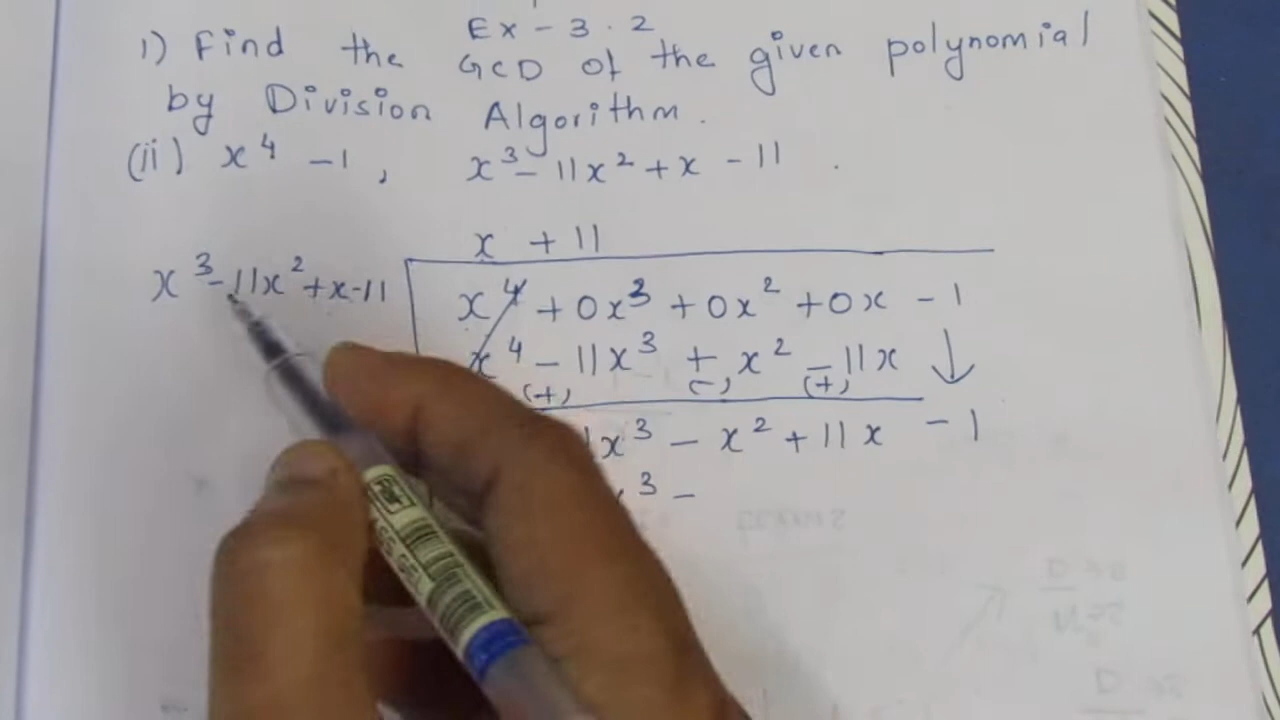 Ex - 3.2
1) Find the GCD of the given polynomial
by Division Algorithm.
(ii) x⁴ - 1, x³ - 11x² + x - 11.
x + 11
x³ - 11x² + x - 11 x⁴ + 0x³ + 0x² + 0x - 1
x⁴ - 11x³ + x² - 11x ↓
(+) (-) (+)
1x³ - x² + 11x - 1
³ -